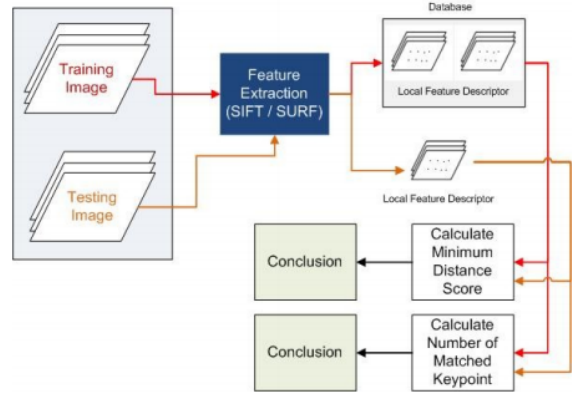 Database
Training
Image
Feature
Extraction
(SIFT / SURF)
Local Feature Descriptor
Testing
Image
Local Feature Descriptor
Conclusion
Calculate
Minimum
Distance
Score
Conclusion
Calculate
Number of
Matched
Keypoint